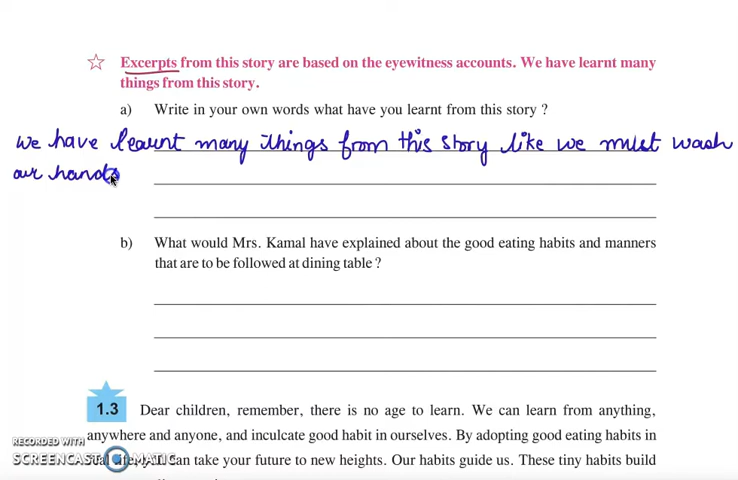 ☆ Excerpts from this story are based on the eyewitness accounts. We have learnt many
things from this story.
a) Write in your own words what have you learnt from this story ?
we have learnt many things from this story like we must wash
our hands
b) What would Mrs. Kamal have explained about the good eating habits and manners
that are to be followed at dining table ?
1.3 Dear children, remember, there is no age to learn. We can learn from anything,
anywhere and anyone, and inculcate good habit in ourselves. By adopting good eating habits in
can take your future to new heights. Our habits guide us. These tiny habits build
RECORDED WITH
SCREENCAST-O-MATIC